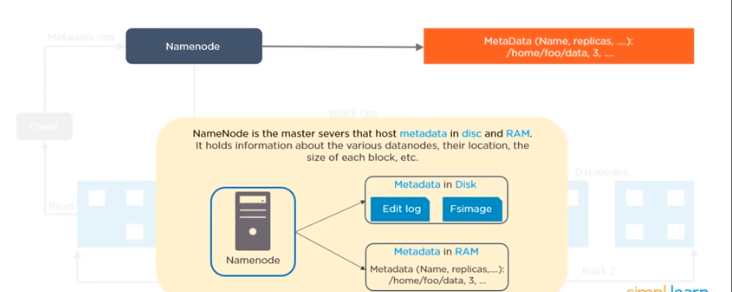 Metadata ops
Namenode
MetaData (Name, replicas, ....):
/home/foo/data, 3, ....
Client
Block ops
NameNode is the master severs that host metadata in disc and RAM.
It holds information about the various datanodes, their location, the
size of each block, etc.
Datanodes
Read
Metadata in Disk
Edit log
Fsimage
Namenode
Metadata in RAM
Metadata (Name, replicas,....):
/home/foo/data, 3, ...
Rack 2
simplilearn